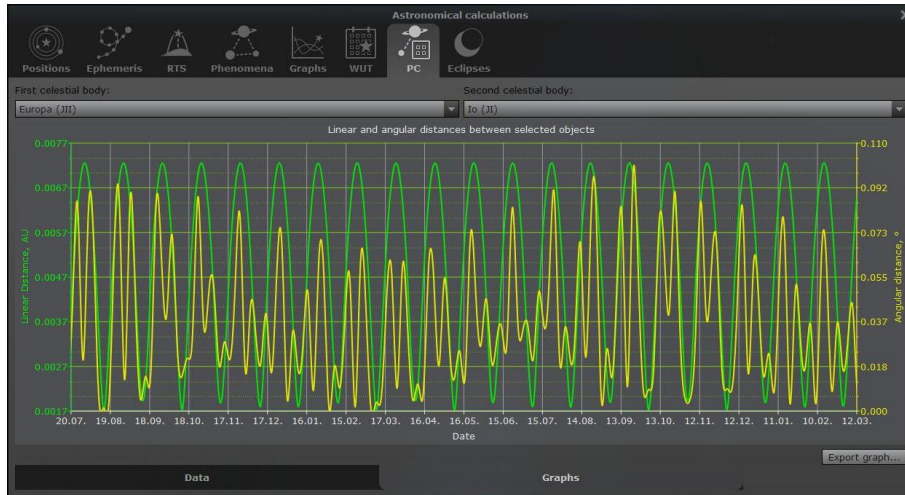 Astronomical calculations
Positions Ephemeris RTS Phenomena Graphs WUT PC Eclipses
First celestial body: Second celestial body:
Europa (JII) Io (JI)
Linear and angular distances between selected objects
0.0077 0.110
0.0067 0.092
0.0057 0.073
0.0047 0.055
0.0037 0.037
0.0027 0.018
0.0017 0.000
Linear Distance, AU
Angular distance, °
20.07. 19.08. 18.09. 18.10. 17.11. 17.12. 16.01. 15.02. 17.03. 16.04. 16.05. 15.06. 15.07. 14.08. 13.09. 13.10. 12.11. 12.12. 11.01. 10.02. 12.03.
Date
Export graph...
Data Graphs